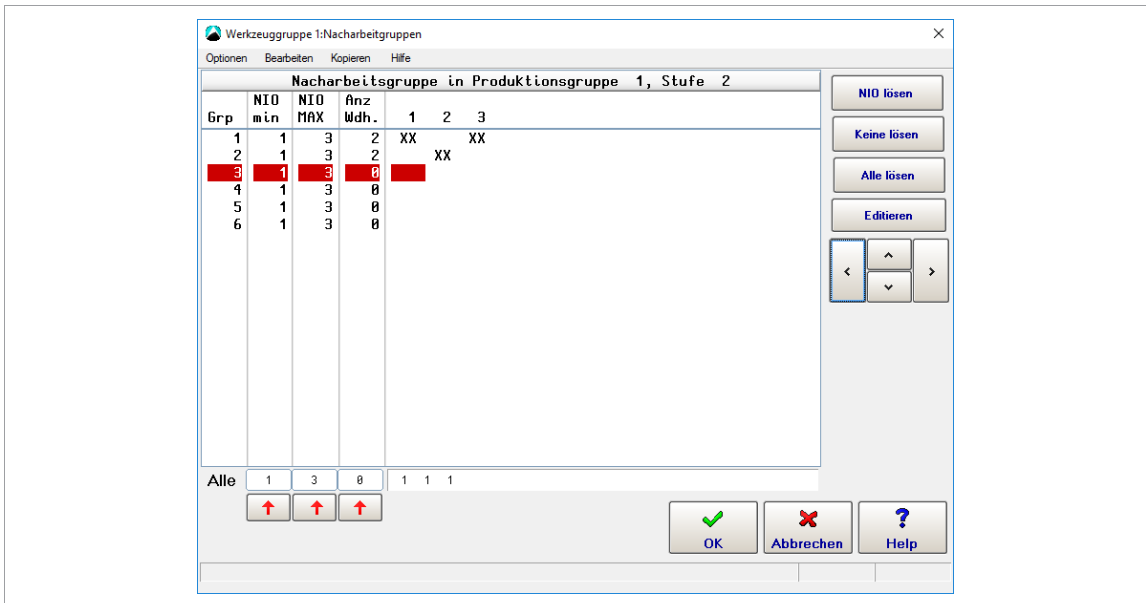 Werkzeuggruppe 1:Nacharbeitgruppen
Optionen Bearbeiten Kopieren Hilfe
Nacharbeitsgruppe in Produktionsgruppe 1, Stufe 2
NIO NIO Anz
Grp min MAX Wdh. 1 2 3
1 1 3 2 XX XX
2 1 3 2 XX
3 1 3 0
4 1 3 0
5 1 3 0
6 1 3 0
NIO lösen
Keine lösen
Alle lösen
Editieren
Alle 1 3 0 1 1 1
OK Abbrechen Help